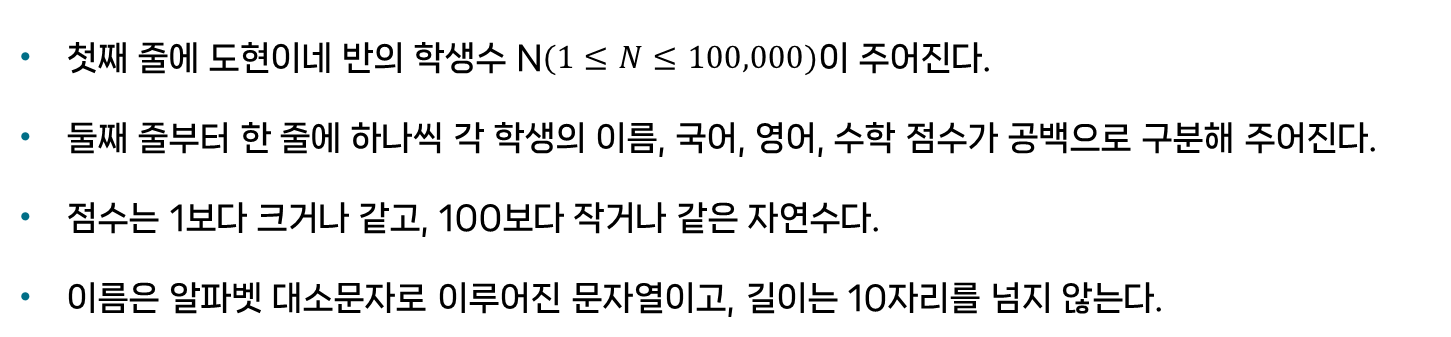 • 첫째 줄에 도현이네 반의 학생수 N(1 ≤ N ≤ 100,000)이 주어진다.
• 둘째 줄부터 한 줄에 하나씩 각 학생의 이름, 국어, 영어, 수학 점수가 공백으로 구분해 주어진다.
• 점수는 1보다 크거나 같고, 100보다 작거나 같은 자연수다.
• 이름은 알파벳 대소문자로 이루어진 문자열이고, 길이는 10자리를 넘지 않는다.